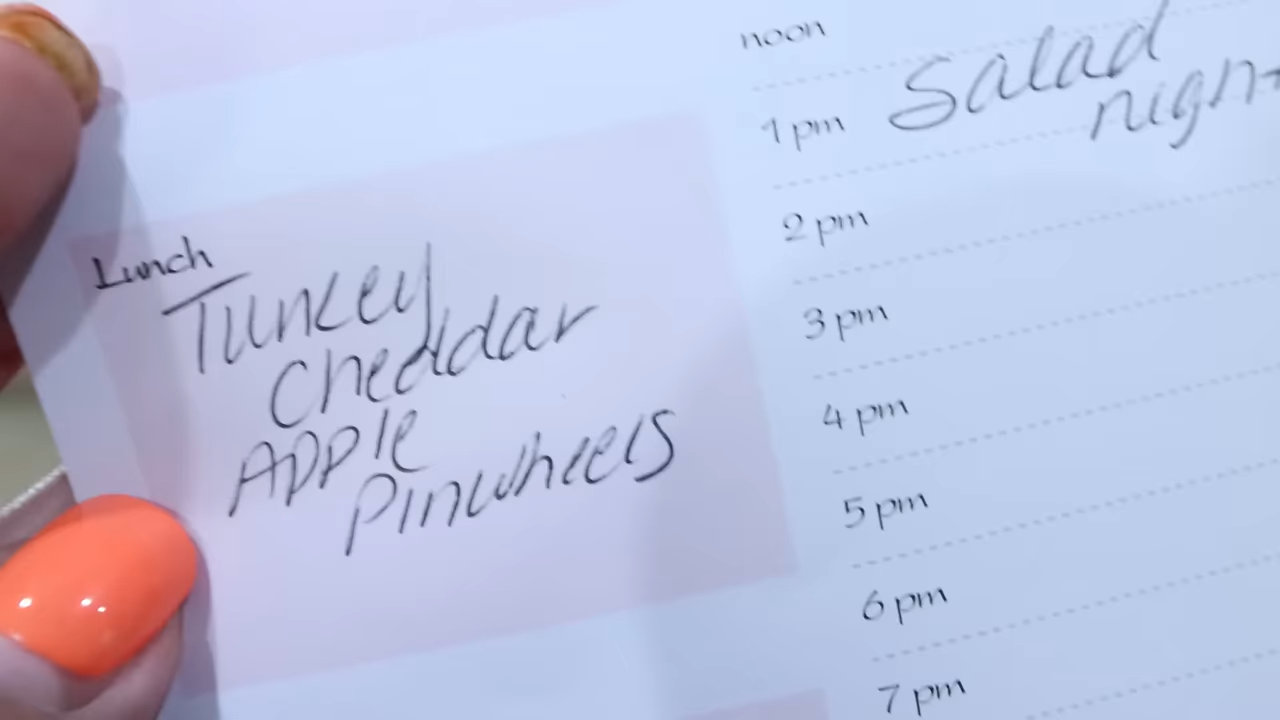 Lunch
Turkey
Cheddar
Apple
Pinwheels
noon
1 pm Salad
night
2 pm
3 pm
4 pm
5 pm
6 pm
7 pm